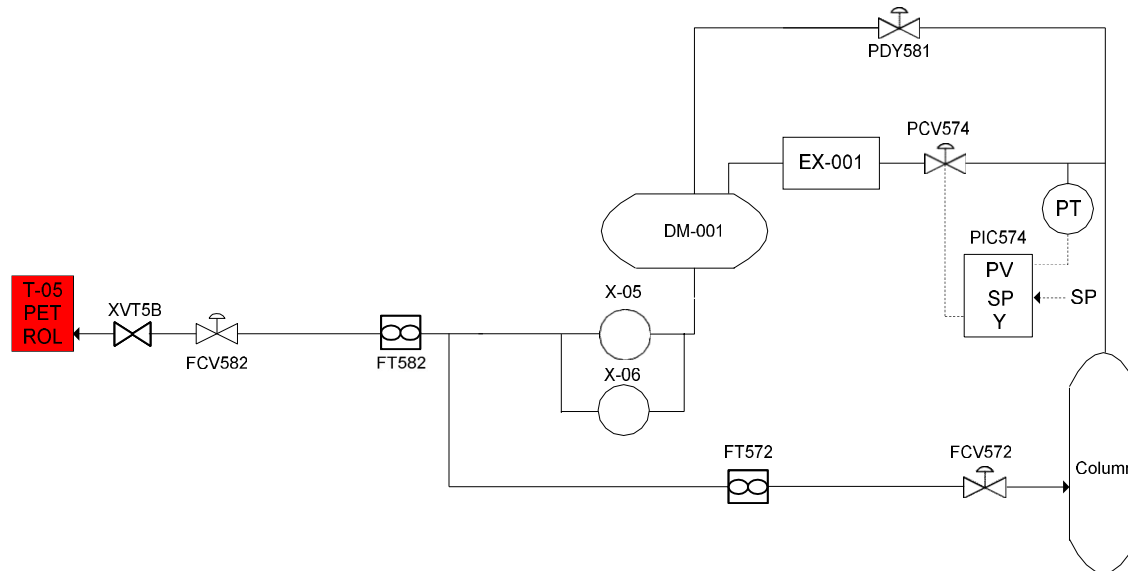 PDY581
PCV574
EX-001
PT
DM-001
PIC574
PV
SP
Y
SP
T-05
PET
ROL
XVT5B
FCV582
FT582
X-05
X-06
FT572
FCV572
Column